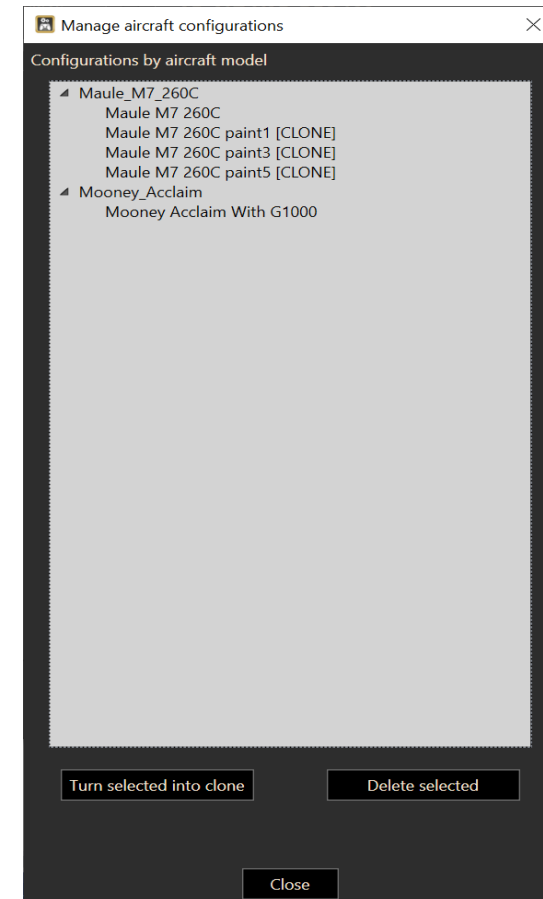 Manage aircraft configurations
Configurations by aircraft model
Maule_M7_260C
Maule M7 260C
Maule M7 260C paint1 [CLONE]
Maule M7 260C paint3 [CLONE]
Maule M7 260C paint5 [CLONE]
Mooney_Acclaim
Mooney Acclaim With G1000
Turn selected into clone
Delete selected
Close